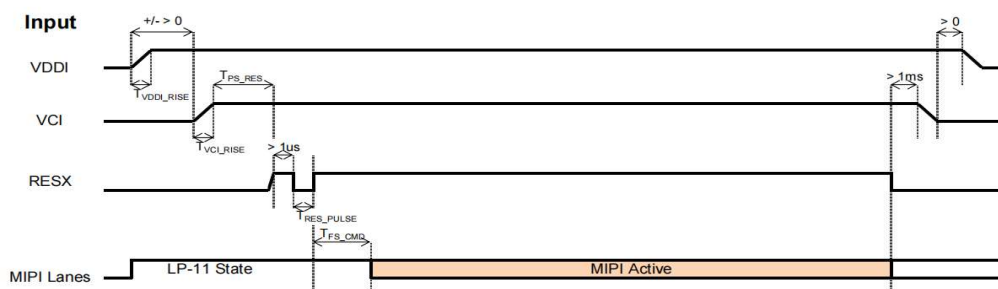 Input
+/- > 0
> 0
VDDI
T_VDDI_RISE
T_PS_RES
> 1ms
VCI
T_VCI_RISE
> 1us
RESX
T_RES_PULSE
T_FS_CMD
LP-11 State
MIPI Active
MIPI Lanes